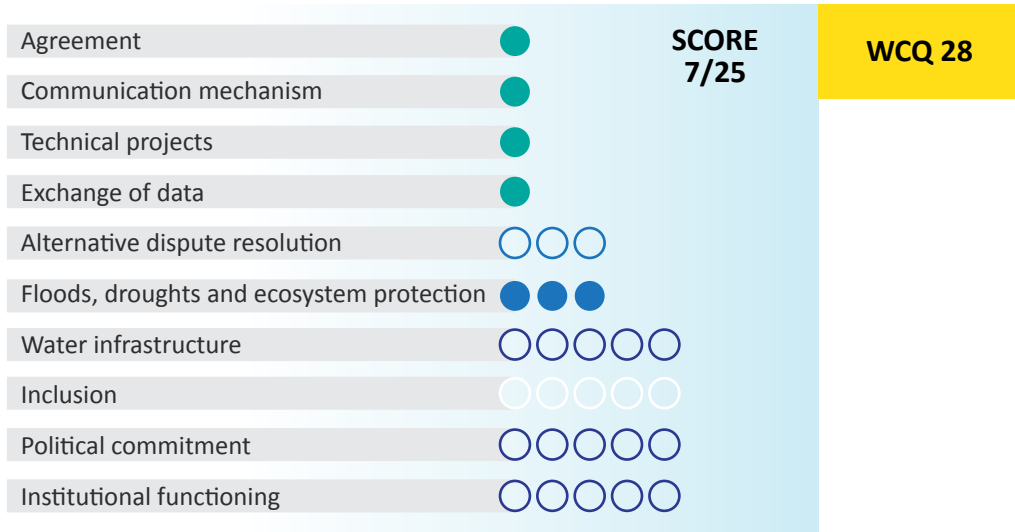 SCORE
7/25
WCQ 28
Agreement
Communication mechanism
Technical projects
Exchange of data
Alternative dispute resolution
Floods, droughts and ecosystem protection
Water infrastructure
Inclusion
Political commitment
Institutional functioning